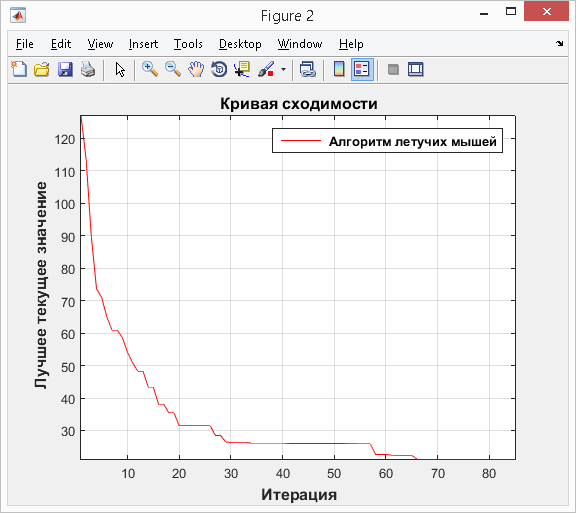 Figure 2
File Edit View Insert Tools Desktop Window Help
Кривая сходимости
Алгоритм летучих мышей
Лучшее текущее значение
120
110
100
90
80
70
60
50
40
30
10 20 30 40 50 60 70 80
Итерация